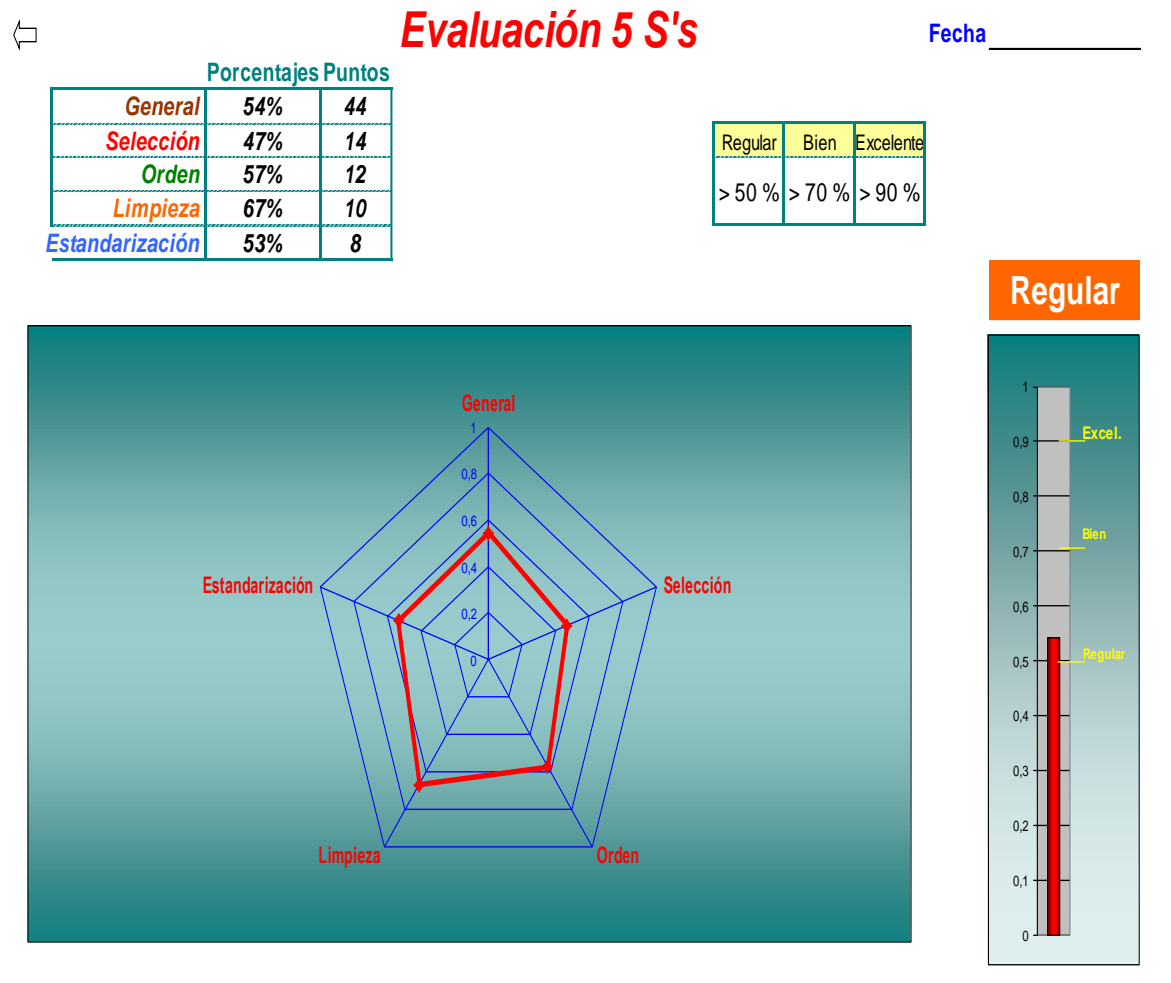 Evaluación 5 S's
Fecha
Porcentajes Puntos
General 54% 44
Selección 47% 14
Orden 57% 12
Limpieza 67% 10
Estandarización 53% 8
Regular Bien Excelente
> 50 % > 70 % > 90 %
Regular
General
1
0,8
0,6
0,4
0,2
0
Estandarización
Selección
Limpieza
Orden
1
0,9
Excel.
0,8
0,7
Bien
0,6
0,5
Regular
0,4
0,3
0,2
0,1
0